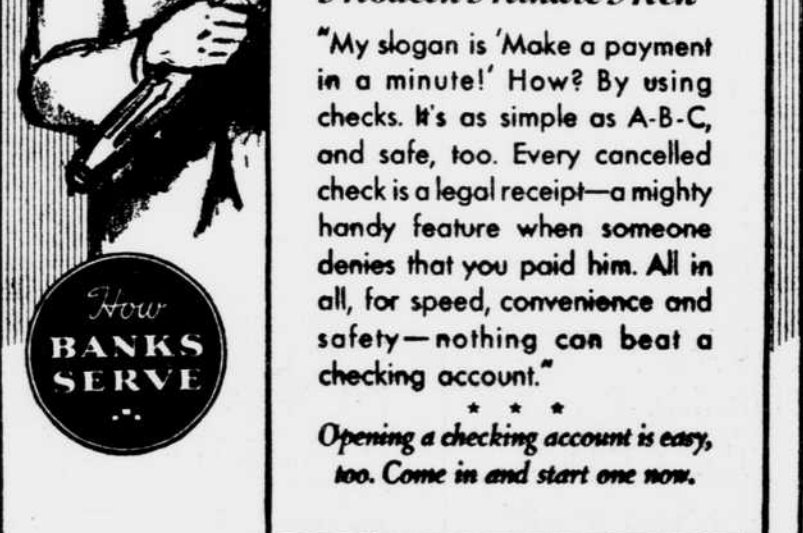 "My slogan is 'Make a payment
in a minute!' How? By using
checks. It's as simple as A-B-C,
and safe, too. Every cancelled
check is a legal receipt—a mighty
handy feature when someone
denies that you paid him. All in
all, for speed, convenience and
safety—nothing can beat a
checking account."
* * *
Opening a checking account is easy,
too. Come in and start one now.
How
BANKS
SERVE